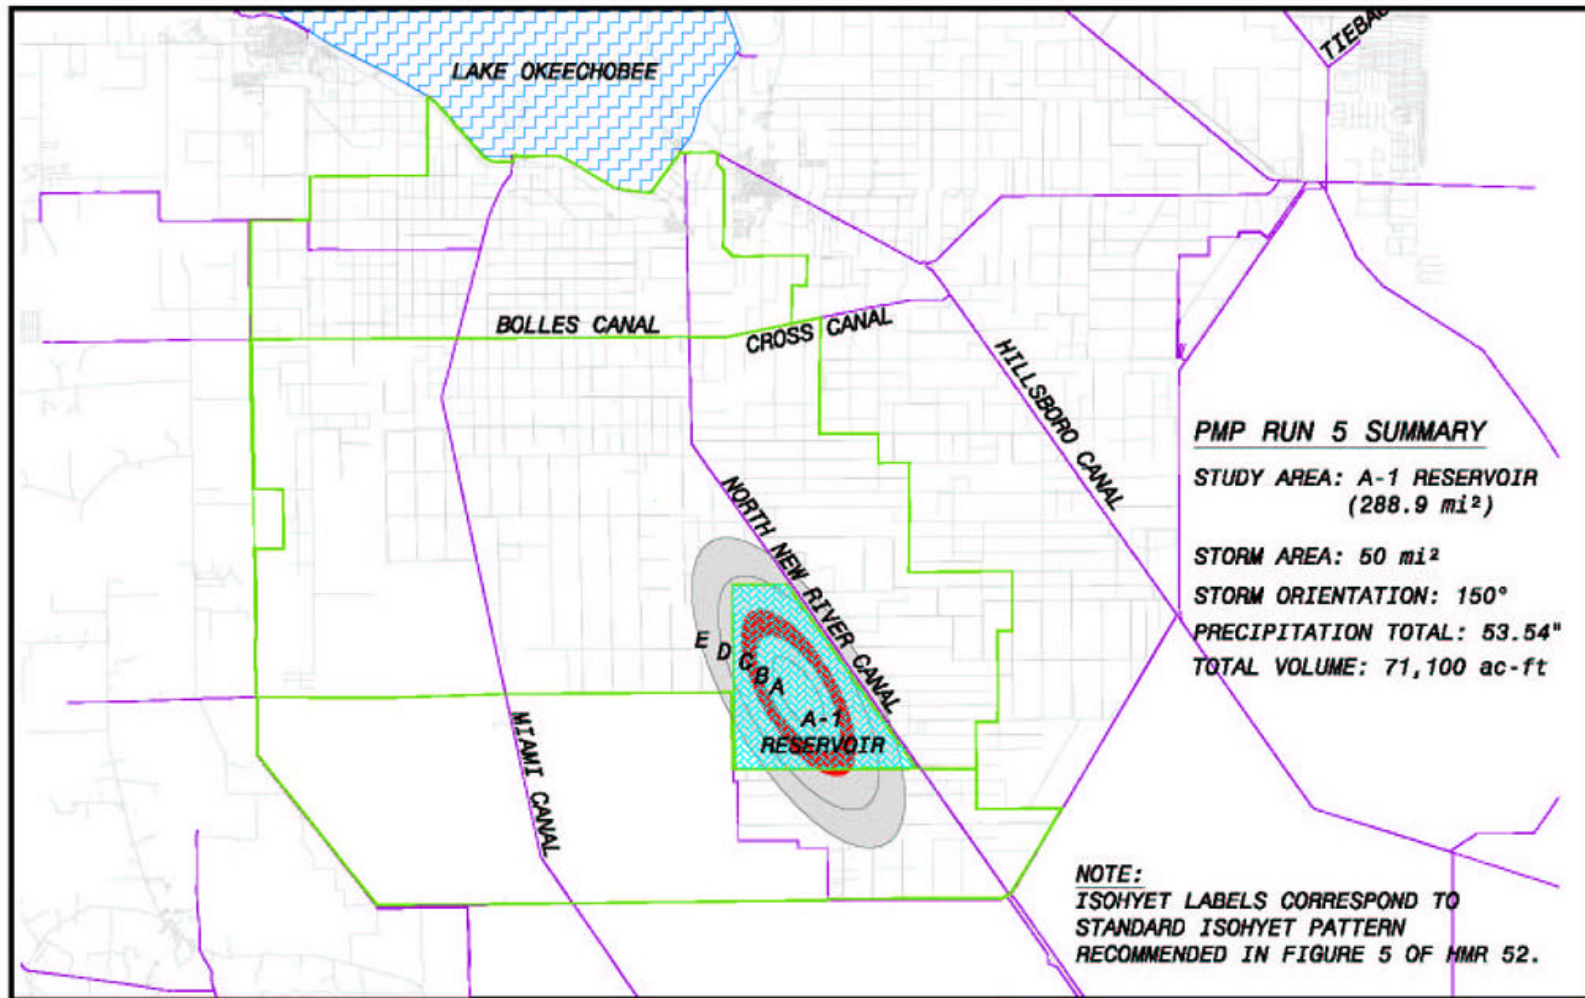 TIEBA
LAKE OKEECHOBEE
BOLLES CANAL
CROSS CANAL
HILLSBORO CANAL
PMP RUN 5 SUMMARY
STUDY AREA: A-1 RESERVOIR
(288.9 mi²)
STORM AREA: 50 mi²
STORM ORIENTATION: 150°
PRECIPITATION TOTAL: 53.54"
TOTAL VOLUME: 71,100 ac-ft
NORTH NEW RIVER CANAL
E D C B A
A-1
RESERVOIR
MIAMI CANAL
NOTE:
ISOHYET LABELS CORRESPOND TO
STANDARD ISOHYET PATTERN
RECOMMENDED IN FIGURE 5 OF HMR 52.